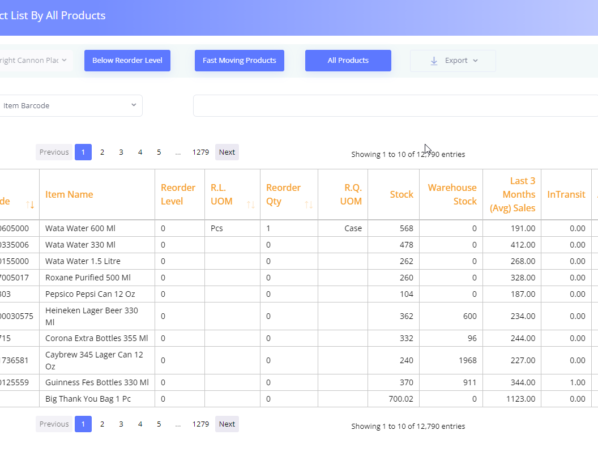 ct List By All Products
right Cannon Plac
Below Reorder Level
Fast Moving Products
All Products
Export
Item Barcode
Previous 1 2 3 4 5 ... 1279 Next
Showing 1 to 10 of 12,790 entries
de Item Name Reorder Level R.L. UOM Reorder Qty R.Q. UOM Stock Warehouse Stock Last 3 Months (Avg) Sales InTransit
0605000 Wata Water 600 Ml 0 Pcs 1 Case 568 0 191.00 0.00
0335006 Wata Water 330 Ml 0 0 478 0 412.00 0.00
0155000 Wata Water 1.5 Litre 0 0 262 0 268.00 0.00
7005017 Roxane Purified 500 Ml 0 0 260 0 328.00 0.00
003 Pepsico Pepsi Can 12 Oz 0 0 104 0 187.00 0.00
00030575 Heineken Lager Beer 330 Ml 0 0 362 600 234.00 0.00
715 Corona Extra Bottles 355 Ml 0 0 332 96 244.00 0.00
1736581 Caybrew 345 Lager Can 12 Oz 0 0 240 1968 227.00 0.00
0125559 Guinness Fes Bottles 330 Ml 0 0 370 911 344.00 1.00
Big Thank You Bag 1 Pc 0 0 700.02 0 1123.00 0.00
Previous 1 2 3 4 5 ... 1279 Next
Showing 1 to 10 of 12,790 entries